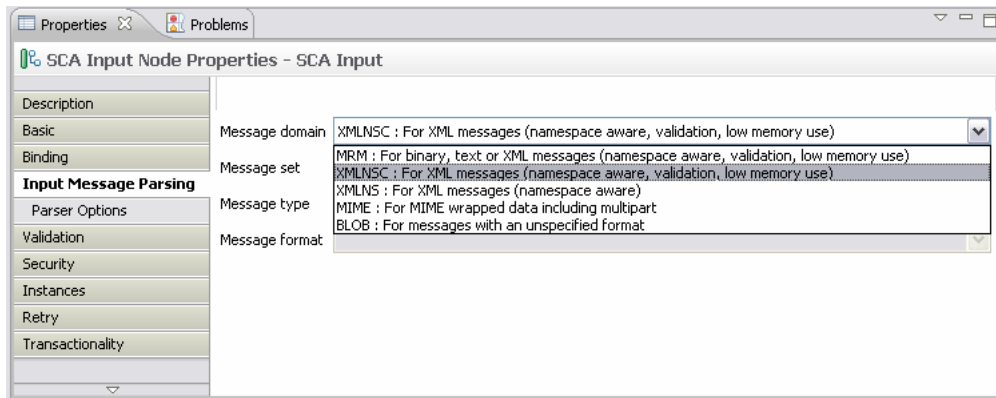 Properties
Problems
SCA Input Node Properties - SCA Input
Description
Basic
Binding
Input Message Parsing
Parser Options
Validation
Security
Instances
Retry
Transactionality
Message domain
XMLNSC : For XML messages (namespace aware, validation, low memory use)
MRM : For binary, text or XML messages (namespace aware, validation, low memory use)
XMLNSC : For XML messages (namespace aware, validation, low memory use)
XMLNS : For XML messages (namespace aware)
MIME : For MIME wrapped data including multipart
BLOB : For messages with an unspecified format
Message set
Message type
Message format